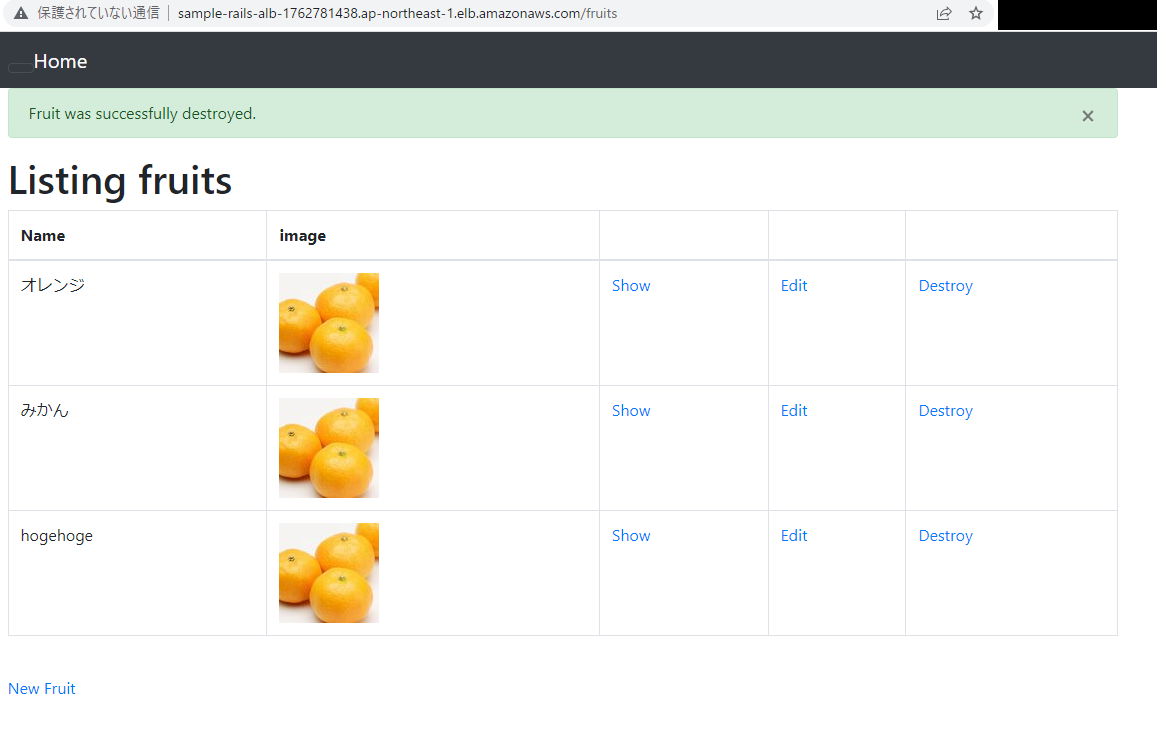 保護されていない通信 sample-rails-alb-1762781438.ap-northeast-1.elb.amazonaws.com/fruits
Home
Fruit was successfully destroyed. ×
Listing fruits
Name image
オレンジ Show Edit Destroy
みかん Show Edit Destroy
hogehoge Show Edit Destroy
New Fruit